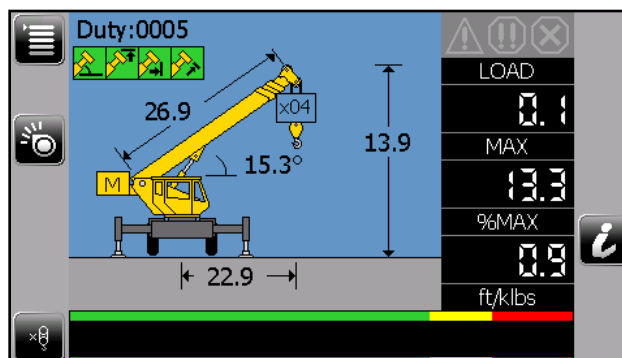 Duty:0005
LOAD
0.1
26.9
x04
13.9
MAX
13.3
15.3°
M
%MAX
0.9
22.9
ft/klbs
i
x8